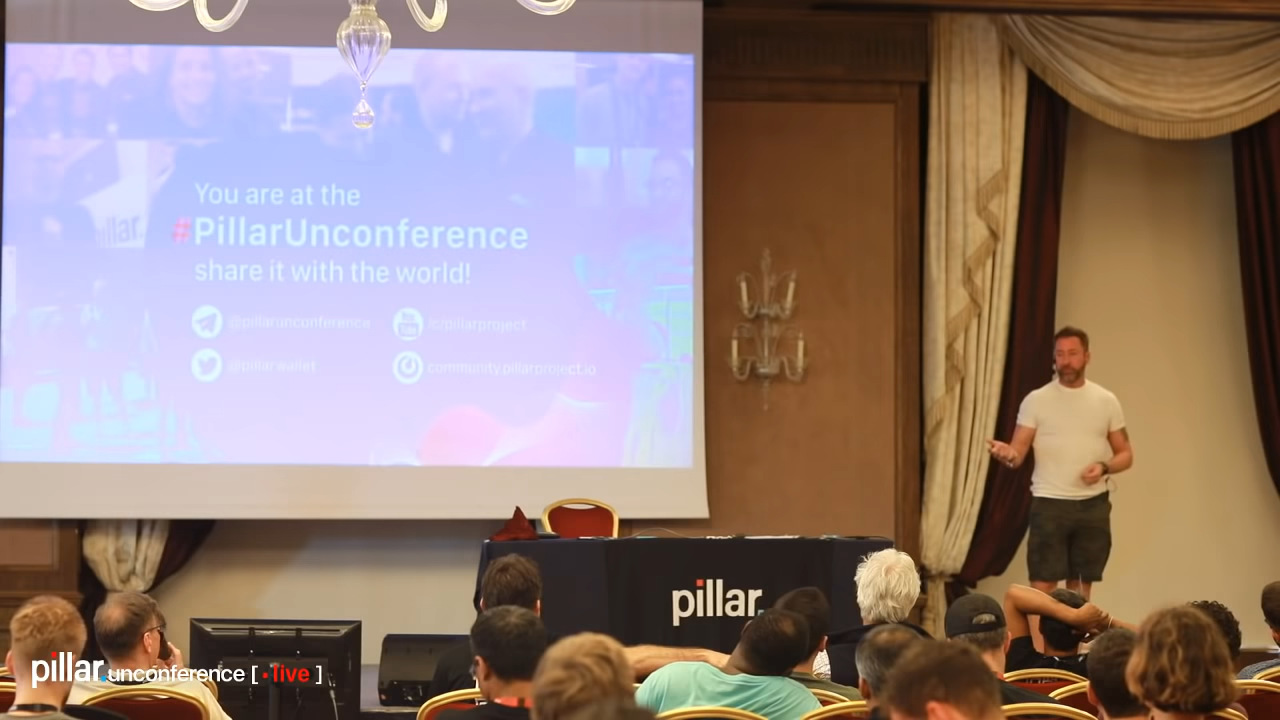 You are at the
#PillarUnconference
share it with the world!
@pillarunconference
/c/pillarproject
@pillarwallet
community.pillarproject.io
llar
pillar.
pillar.unconference [ • live ]